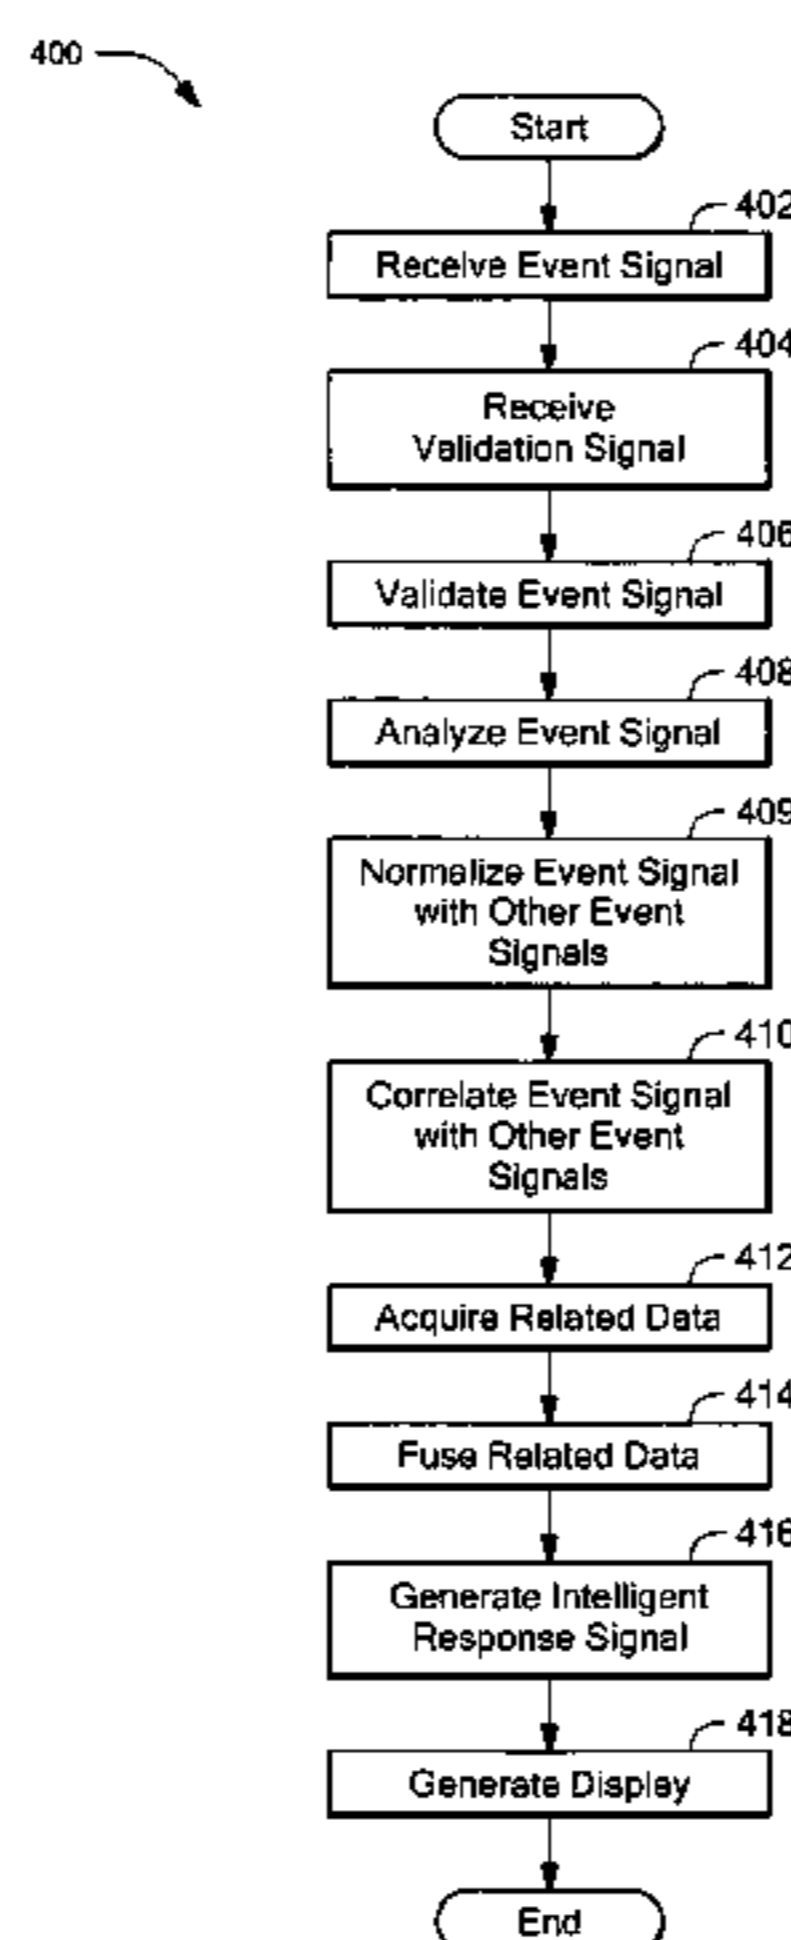 400
Start
402
Receive Event Signal
404
Receive
Validation Signal
406
Validate Event Signal
408
Analyze Event Signal
409
Normalize Event Signal
with Other Event
Signals
410
Correlate Event Signal
with Other Event
Signals
412
Acquire Related Data
414
Fuse Related Data
416
Generate Intelligent
Response Signal
418
Generate Display
End